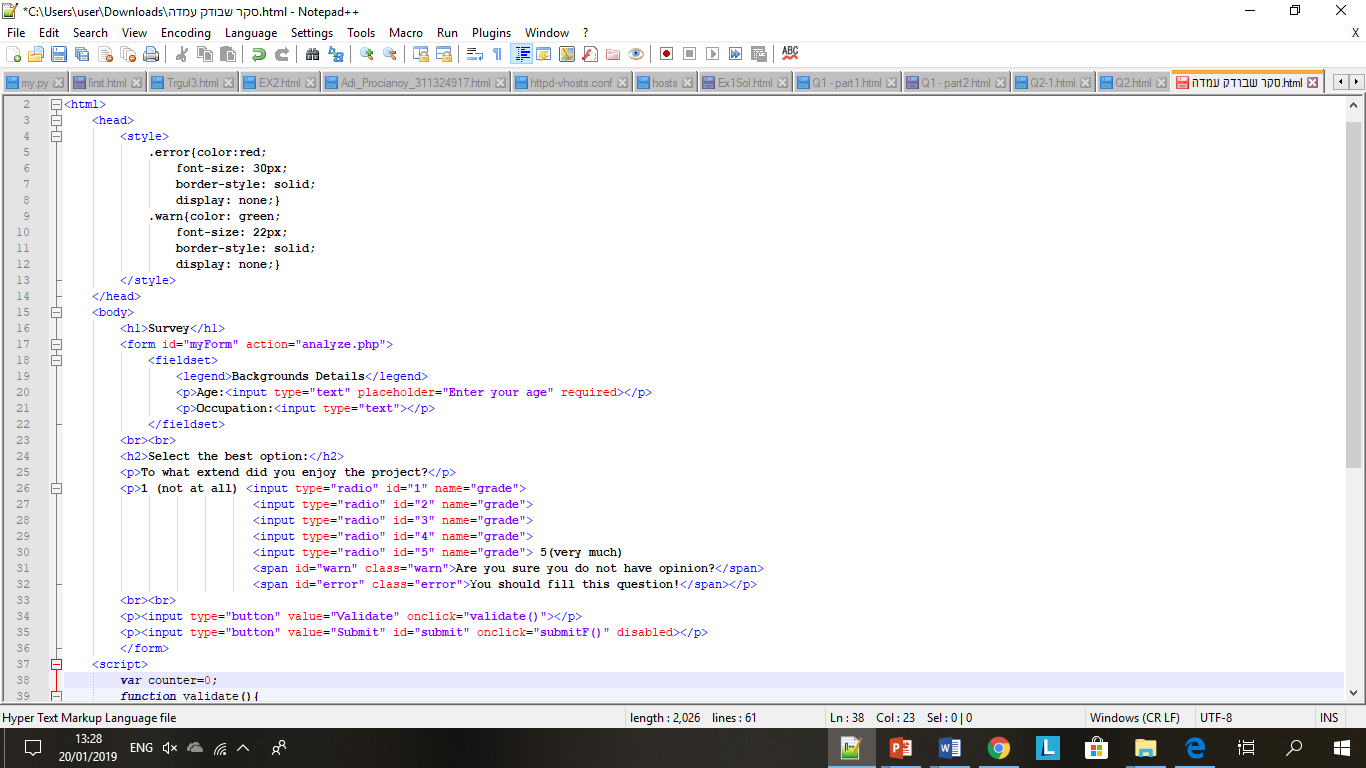 *C:\Users\user\Downloads\סקר שבודק עמדה.html - Notepad++
File Edit Search View Encoding Language Settings Tools Macro Run Plugins Window ? X
my.py first.html Trgul3.html EX2.html Adi_Procianoy_311324917.html httpd-vhosts.conf hosts Ex1Sol.html Q1 - part1.html Q1 - part2.html Q2-1.html Q2.html סקר שבודק עמדה.html
2 <html>
3 <head>
4 <style>
5 .error{color:red;
6 font-size: 30px;
7 border-style: solid;
8 display: none;}
9 .warn{color: green;
10 font-size: 22px;
11 border-style: solid;
12 display: none;}
13 </style>
14 </head>
15 <body>
16 <h1>Survey</h1>
17 <form id="myForm" action="analyze.php">
18 <fieldset>
19 <legend>Backgrounds Details</legend>
20 <p>Age:<input type="text" placeholder="Enter your age" required></p>
21 <p>Occupation:<input type="text"></p>
22 </fieldset>
23 <br><br>
24 <h2>Select the best option:</h2>
25 <p>To what extend did you enjoy the project?</p>
26 <p>1 (not at all) <input type="radio" id="1" name="grade">
27 <input type="radio" id="2" name="grade">
28 <input type="radio" id="3" name="grade">
29 <input type="radio" id="4" name="grade">
30 <input type="radio" id="5" name="grade"> 5(very much)
31 <span id="warn" class="warn">Are you sure you do not have opinion?</span>
32 <span id="error" class="error">You should fill this question!</span></p>
33 <br><br>
34 <p><input type="button" value="Validate" onclick="validate()"></p>
35 <p><input type="button" value="Submit" id="submit" onclick="submitF()" disabled></p>
36 </form>
37 <script>
38 var counter=0;
39 function validate(){
Hyper Text Markup Language file length : 2,026 lines : 61 Ln : 38 Col : 23 Sel : 0 | 0 Windows (CR LF) UTF-8 INS
13:28
ENG
20/01/2019